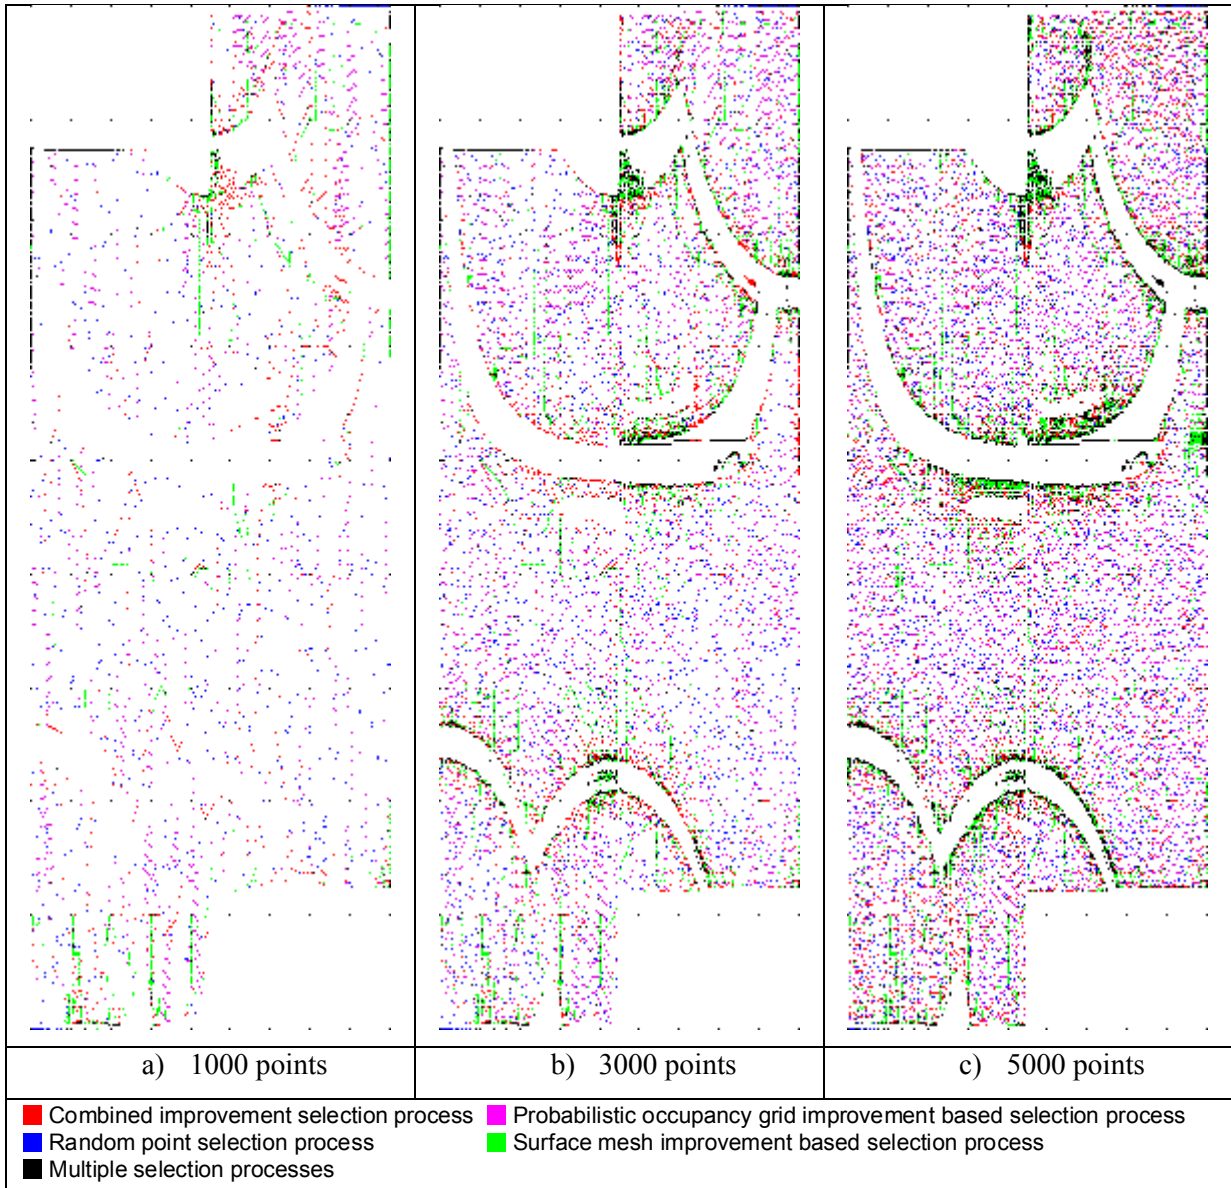 a) 1000 points
b) 3000 points
c) 5000 points
Combined improvement selection process
Probabilistic occupancy grid improvement based selection process
Random point selection process
Surface mesh improvement based selection process
Multiple selection processes